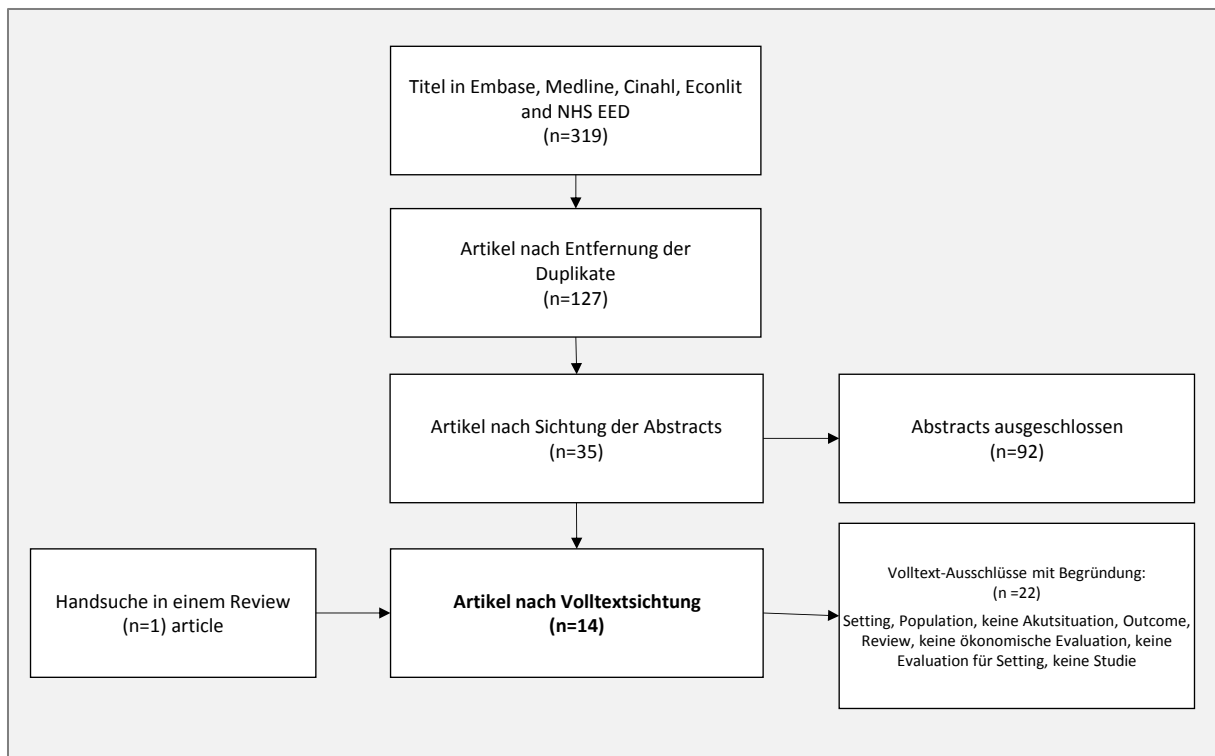 Titel in Embase, Medline, Cinahl, Econlit
and NHS EED
(n=319)
Artikel nach Entfernung der
Duplikate
(n=127)
Artikel nach Sichtung der Abstracts
(n=35)
Abstracts ausgeschlossen
(n=92)
Handsuche in einem Review
(n=1) article
Artikel nach Volltextsichtung
(n=14)
Volltext-Ausschlüsse mit Begründung:
(n =22)
Setting, Population, keine Akutsituation, Outcome,
Review, keine ökonomische Evaluation, keine
Evaluation für Setting, keine Studie